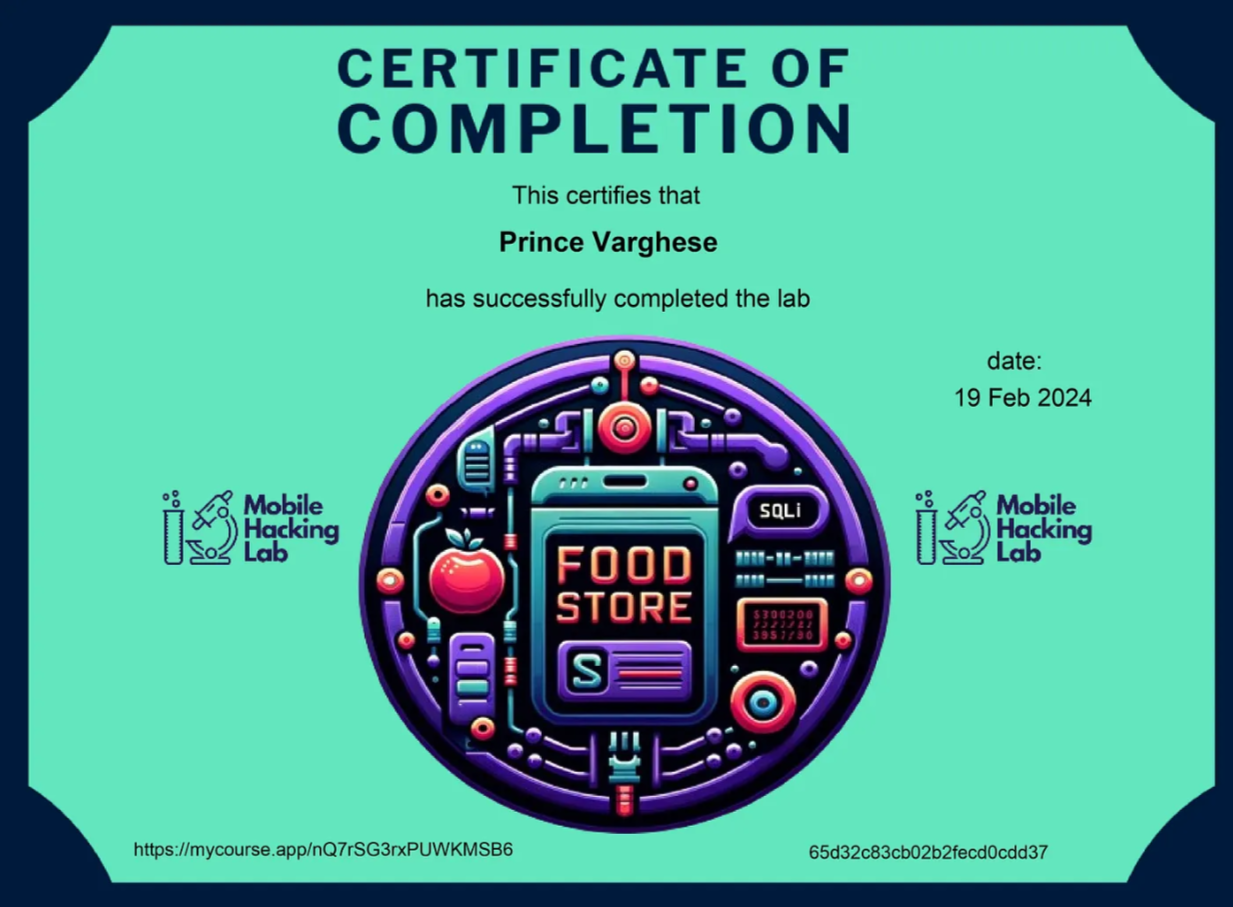 CERTIFICATE OF
COMPLETION
This certifies that
Prince Varghese
has successfully completed the lab
date:
19 Feb 2024
Mobile
Hacking
Lab
SQLi
FOOD
STORE
S
Mobile
Hacking
Lab
https://mycourse.app/nQ7rSG3rxPUWKMSB6
65d32c83cb02b2fecd0cdd37